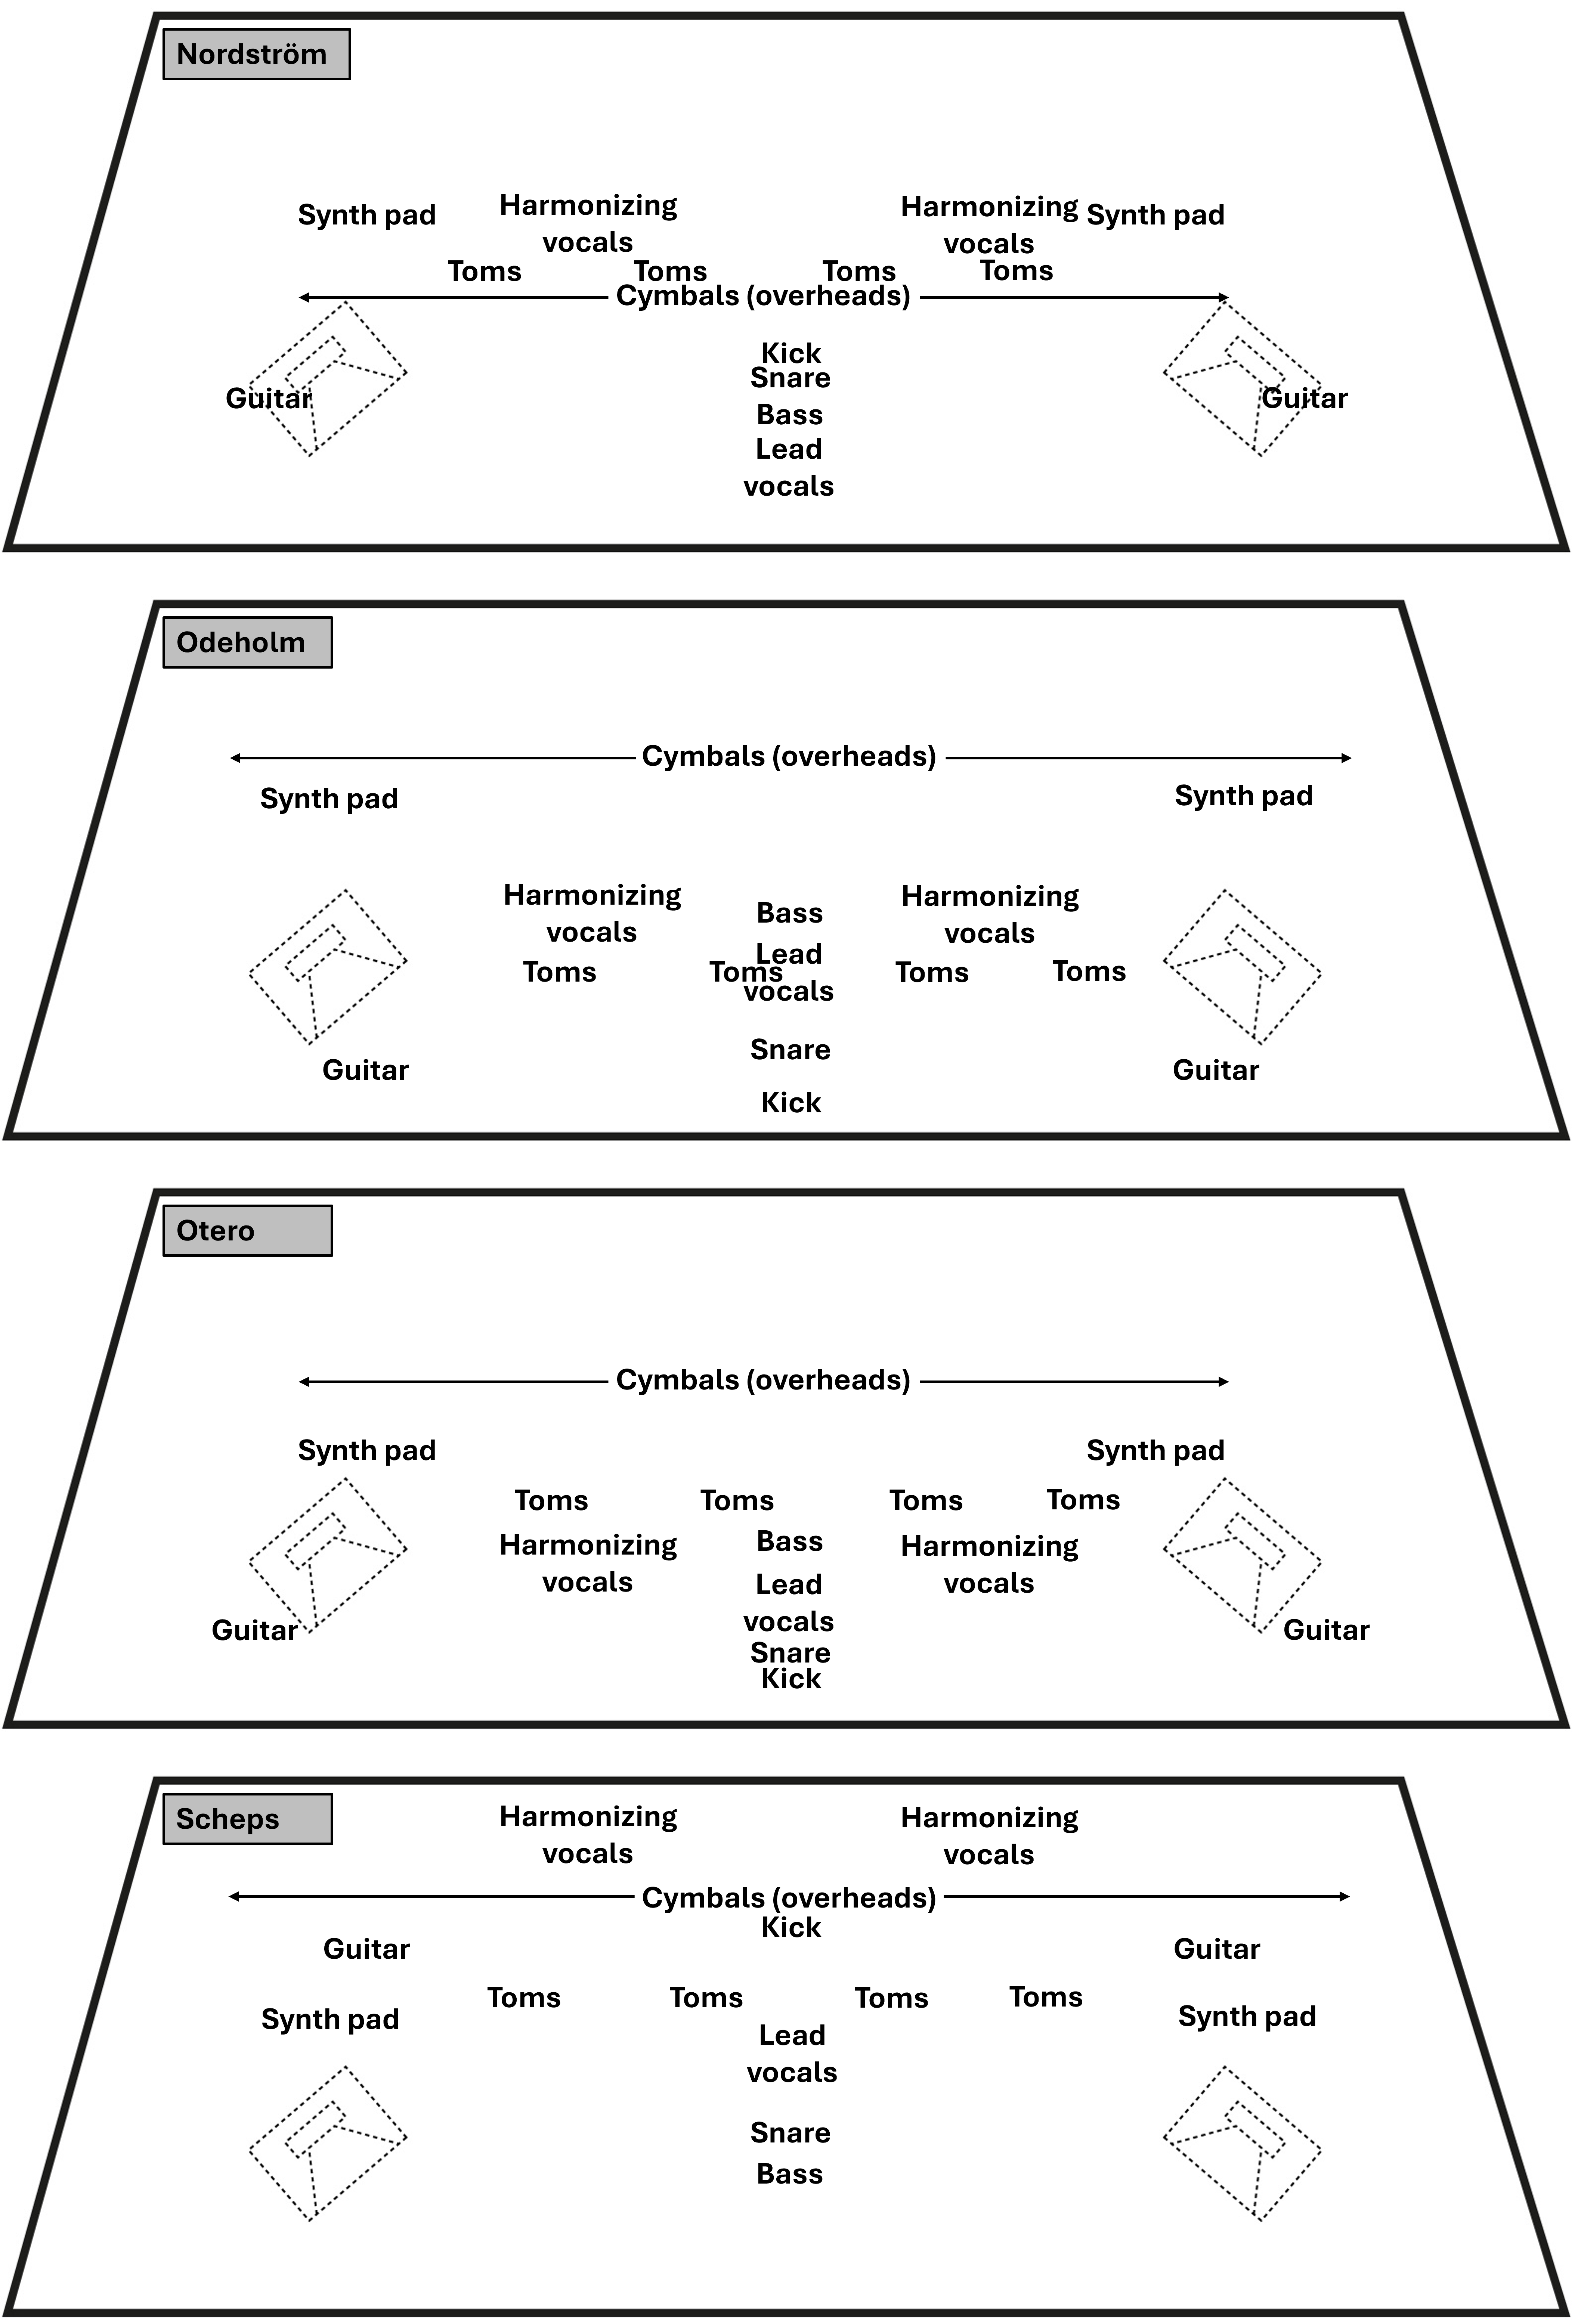 Nordström
Synth pad
Harmonizing
vocals
Harmonizing
vocals
Synth pad
Toms
Toms
Toms
Toms
Cymbals (overheads)
Kick
Snare
Guitar
Guitar
Bass
Lead
vocals
Odeholm
Cymbals (overheads)
Synth pad
Synth pad
Harmonizing
vocals
Bass
Harmonizing
vocals
Lead
vocals
Toms
Toms
Toms
Toms
Snare
Guitar
Guitar
Kick
Otero
Cymbals (overheads)
Synth pad
Synth pad
Toms
Toms
Toms
Toms
Harmonizing
vocals
Bass
Harmonizing
vocals
Lead
vocals
Guitar
Guitar
Snare
Kick
Scheps
Harmonizing
vocals
Harmonizing
vocals
Cymbals (overheads)
Kick
Guitar
Guitar
Toms
Toms
Toms
Toms
Synth pad
Synth pad
Lead
vocals
Snare
Bass